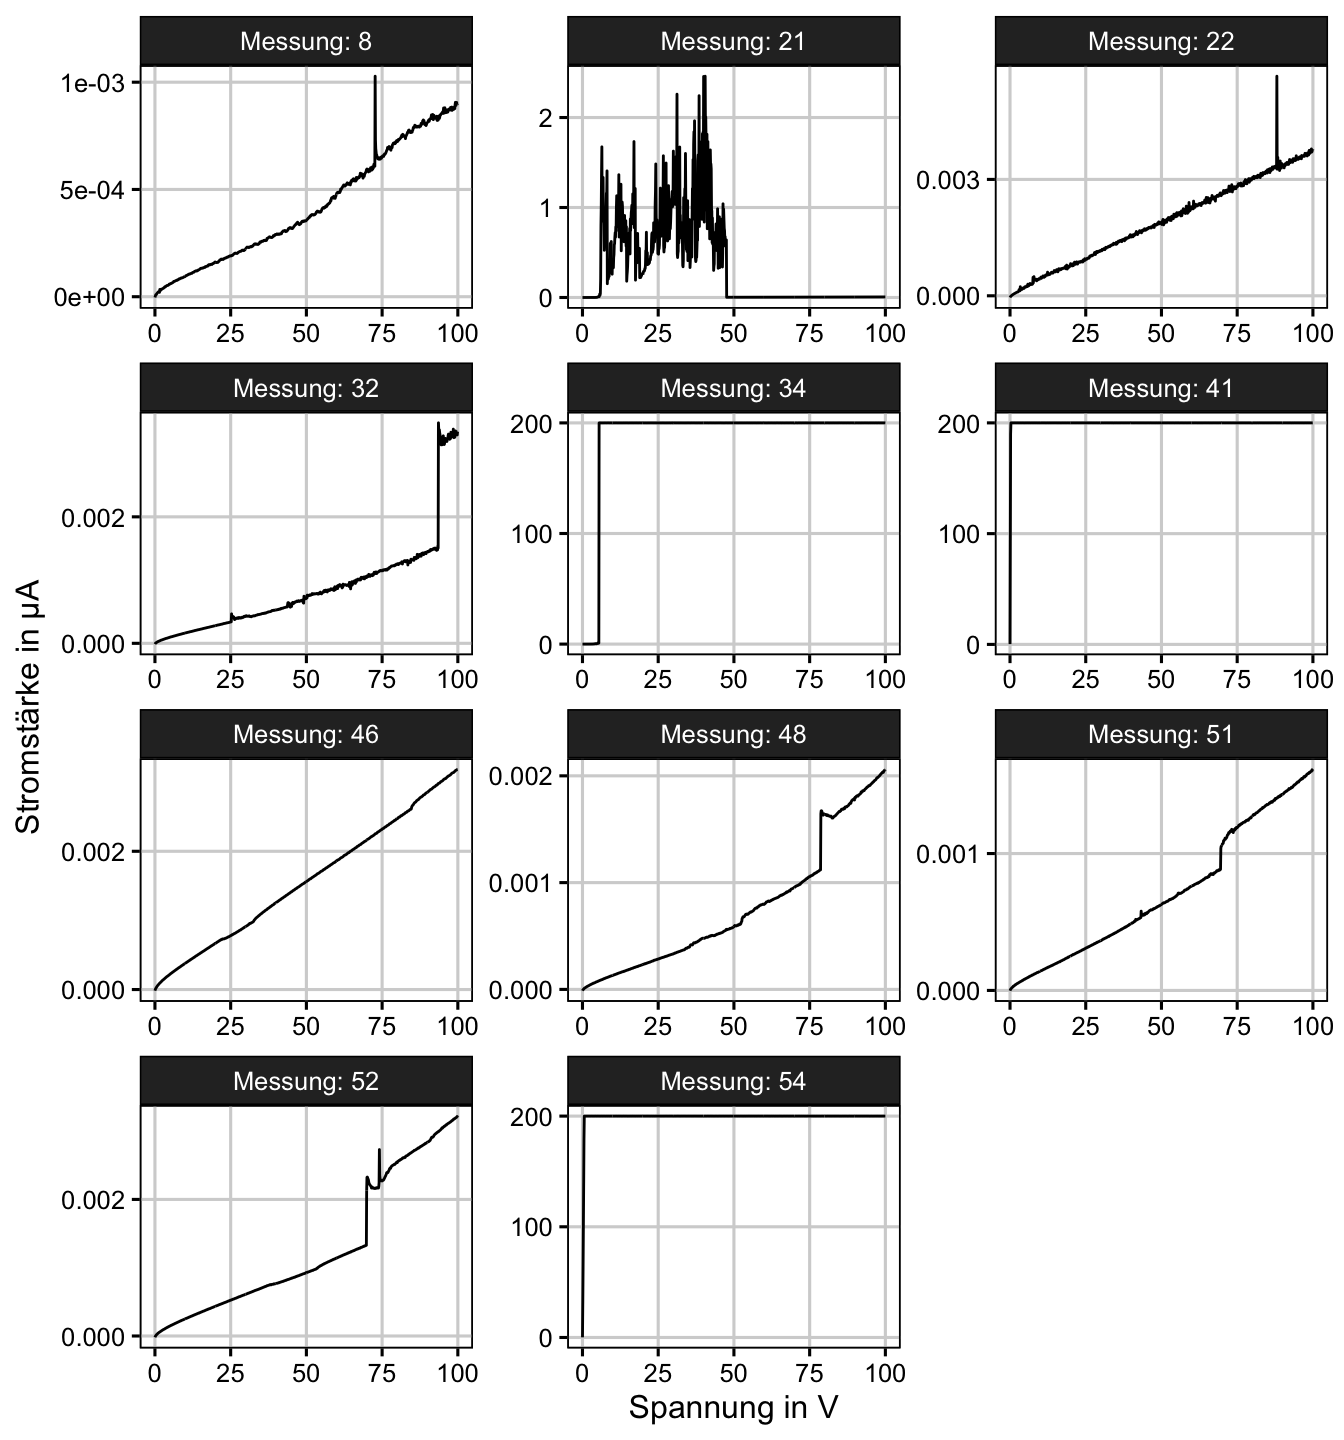 Messung: 8
Messung: 21
Messung: 22
1e-03
5e-04
0e+00
0 25 50 75 100
2
1
0
0 25 50 75 100
0.003
0.000
0 25 50 75 100
Messung: 32
Messung: 34
Messung: 41
0.002
0.000
0 25 50 75 100
200
100
0
0 25 50 75 100
200
100
0
0 25 50 75 100
Stromstärke in µA
Messung: 46
Messung: 48
Messung: 51
0.002
0.000
0 25 50 75 100
0.002
0.001
0.000
0 25 50 75 100
0.001
0.000
0 25 50 75 100
Messung: 52
Messung: 54
0.002
0.000
0 25 50 75 100
200
100
0
0 25 50 75 100
Spannung in V